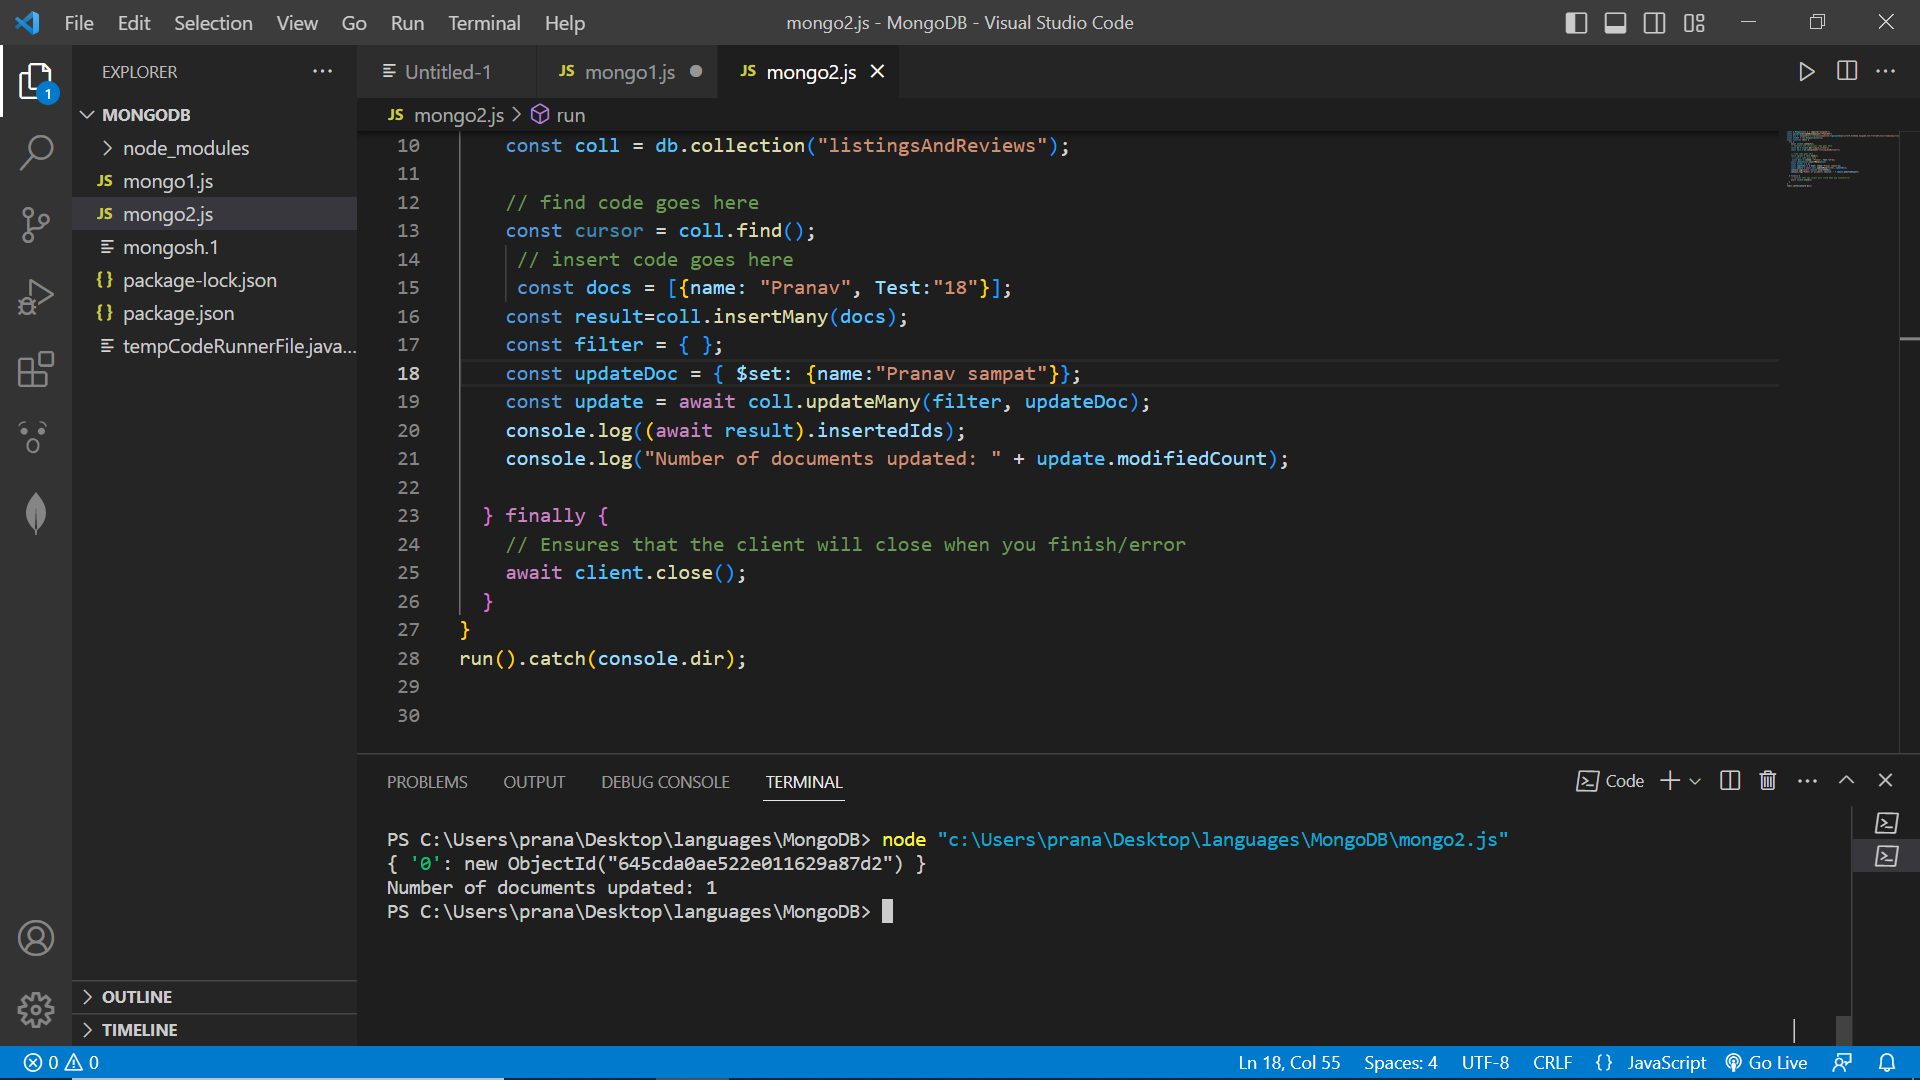 File Edit Selection View Go Run Terminal Help
mongo2.js - MongoDB - Visual Studio Code
1
EXPLORER
MONGODB
node_modules
JS mongo1.js
JS mongo2.js
mongosh.1
{} package-lock.json
{} package.json
tempCodeRunnerFile.java...
OUTLINE
TIMELINE
Untitled-1
JS mongo1.js
JS mongo2.js
JS mongo2.js > run
10 const coll = db.collection("listingsAndReviews");
11
12 // find code goes here
13 const cursor = coll.find();
14 // insert code goes here
15 const docs = [{name: "Pranav", Test:"18"}];
16 const result=coll.insertMany(docs);
17 const filter = { };
18 const updateDoc = { $set: {name:"Pranav sampat"}};
19 const update = await coll.updateMany(filter, updateDoc);
20 console.log((await result).insertedIds);
21 console.log("Number of documents updated: " + update.modifiedCount);
22
23 } finally {
24 // Ensures that the client will close when you finish/error
25 await client.close();
26 }
27 }
28 run().catch(console.dir);
29
30
PROBLEMS OUTPUT DEBUG CONSOLE TERMINAL
Code
PS C:\Users\prana\Desktop\languages\MongoDB> node "c:\Users\prana\Desktop\languages\MongoDB\mongo2.js"
{ '0': new ObjectId("645cda0ae522e011629a87d2") }
Number of documents updated: 1
PS C:\Users\prana\Desktop\languages\MongoDB>
0 0
Ln 18, Col 55 Spaces: 4 UTF-8 CRLF {} JavaScript Go Live